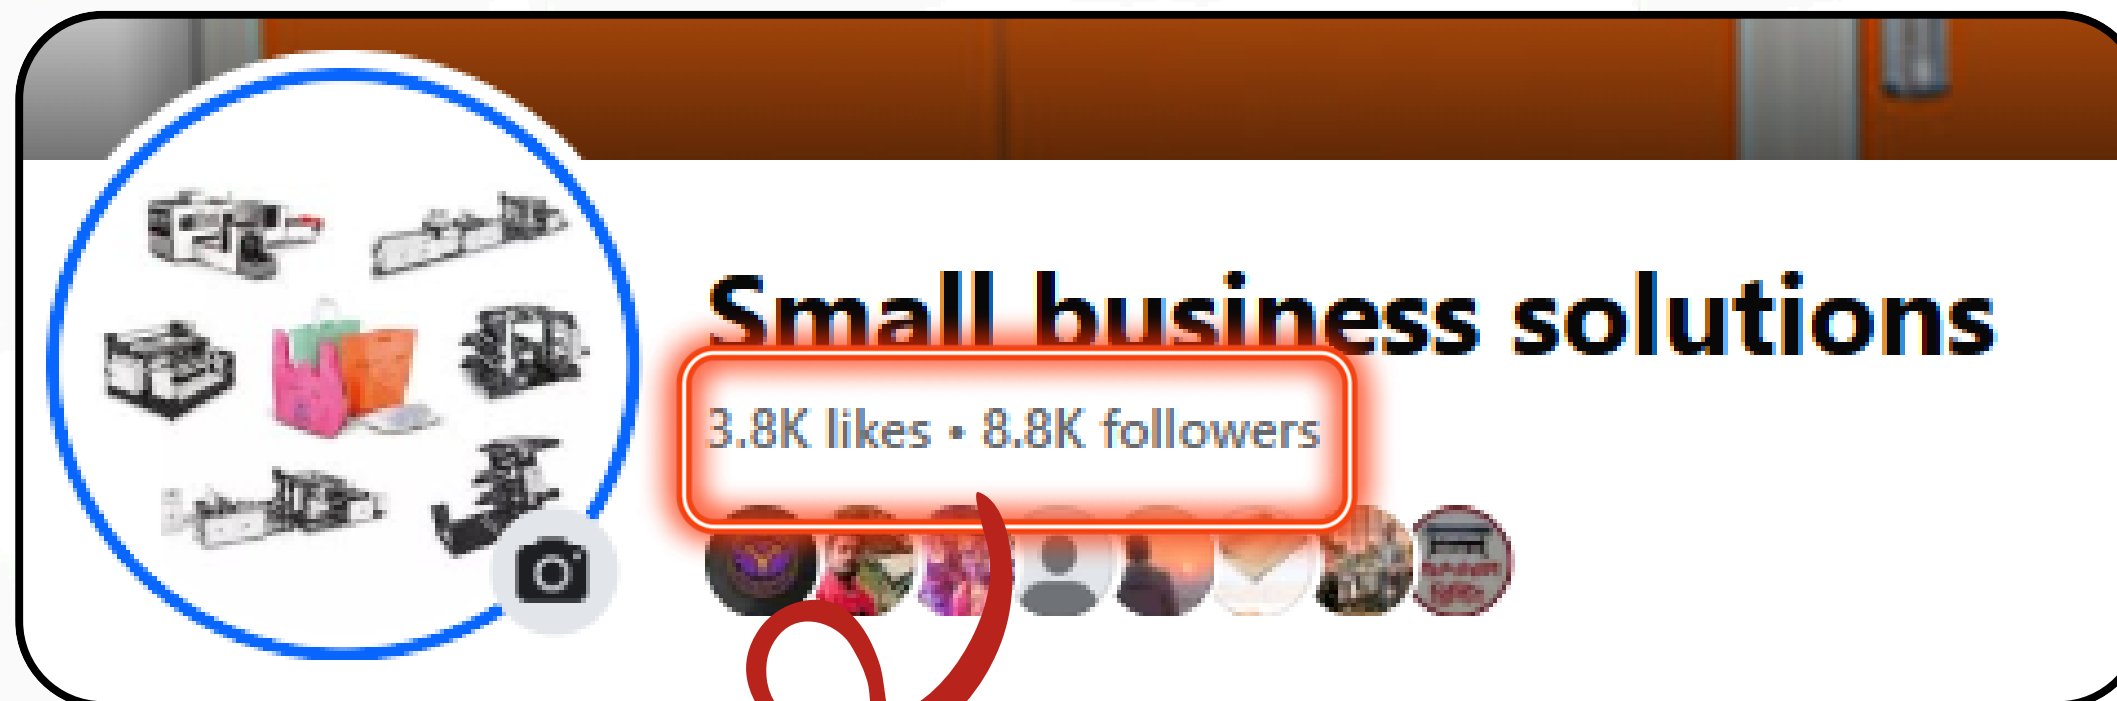 Small business solutions
3.8K likes • 8.8K followers